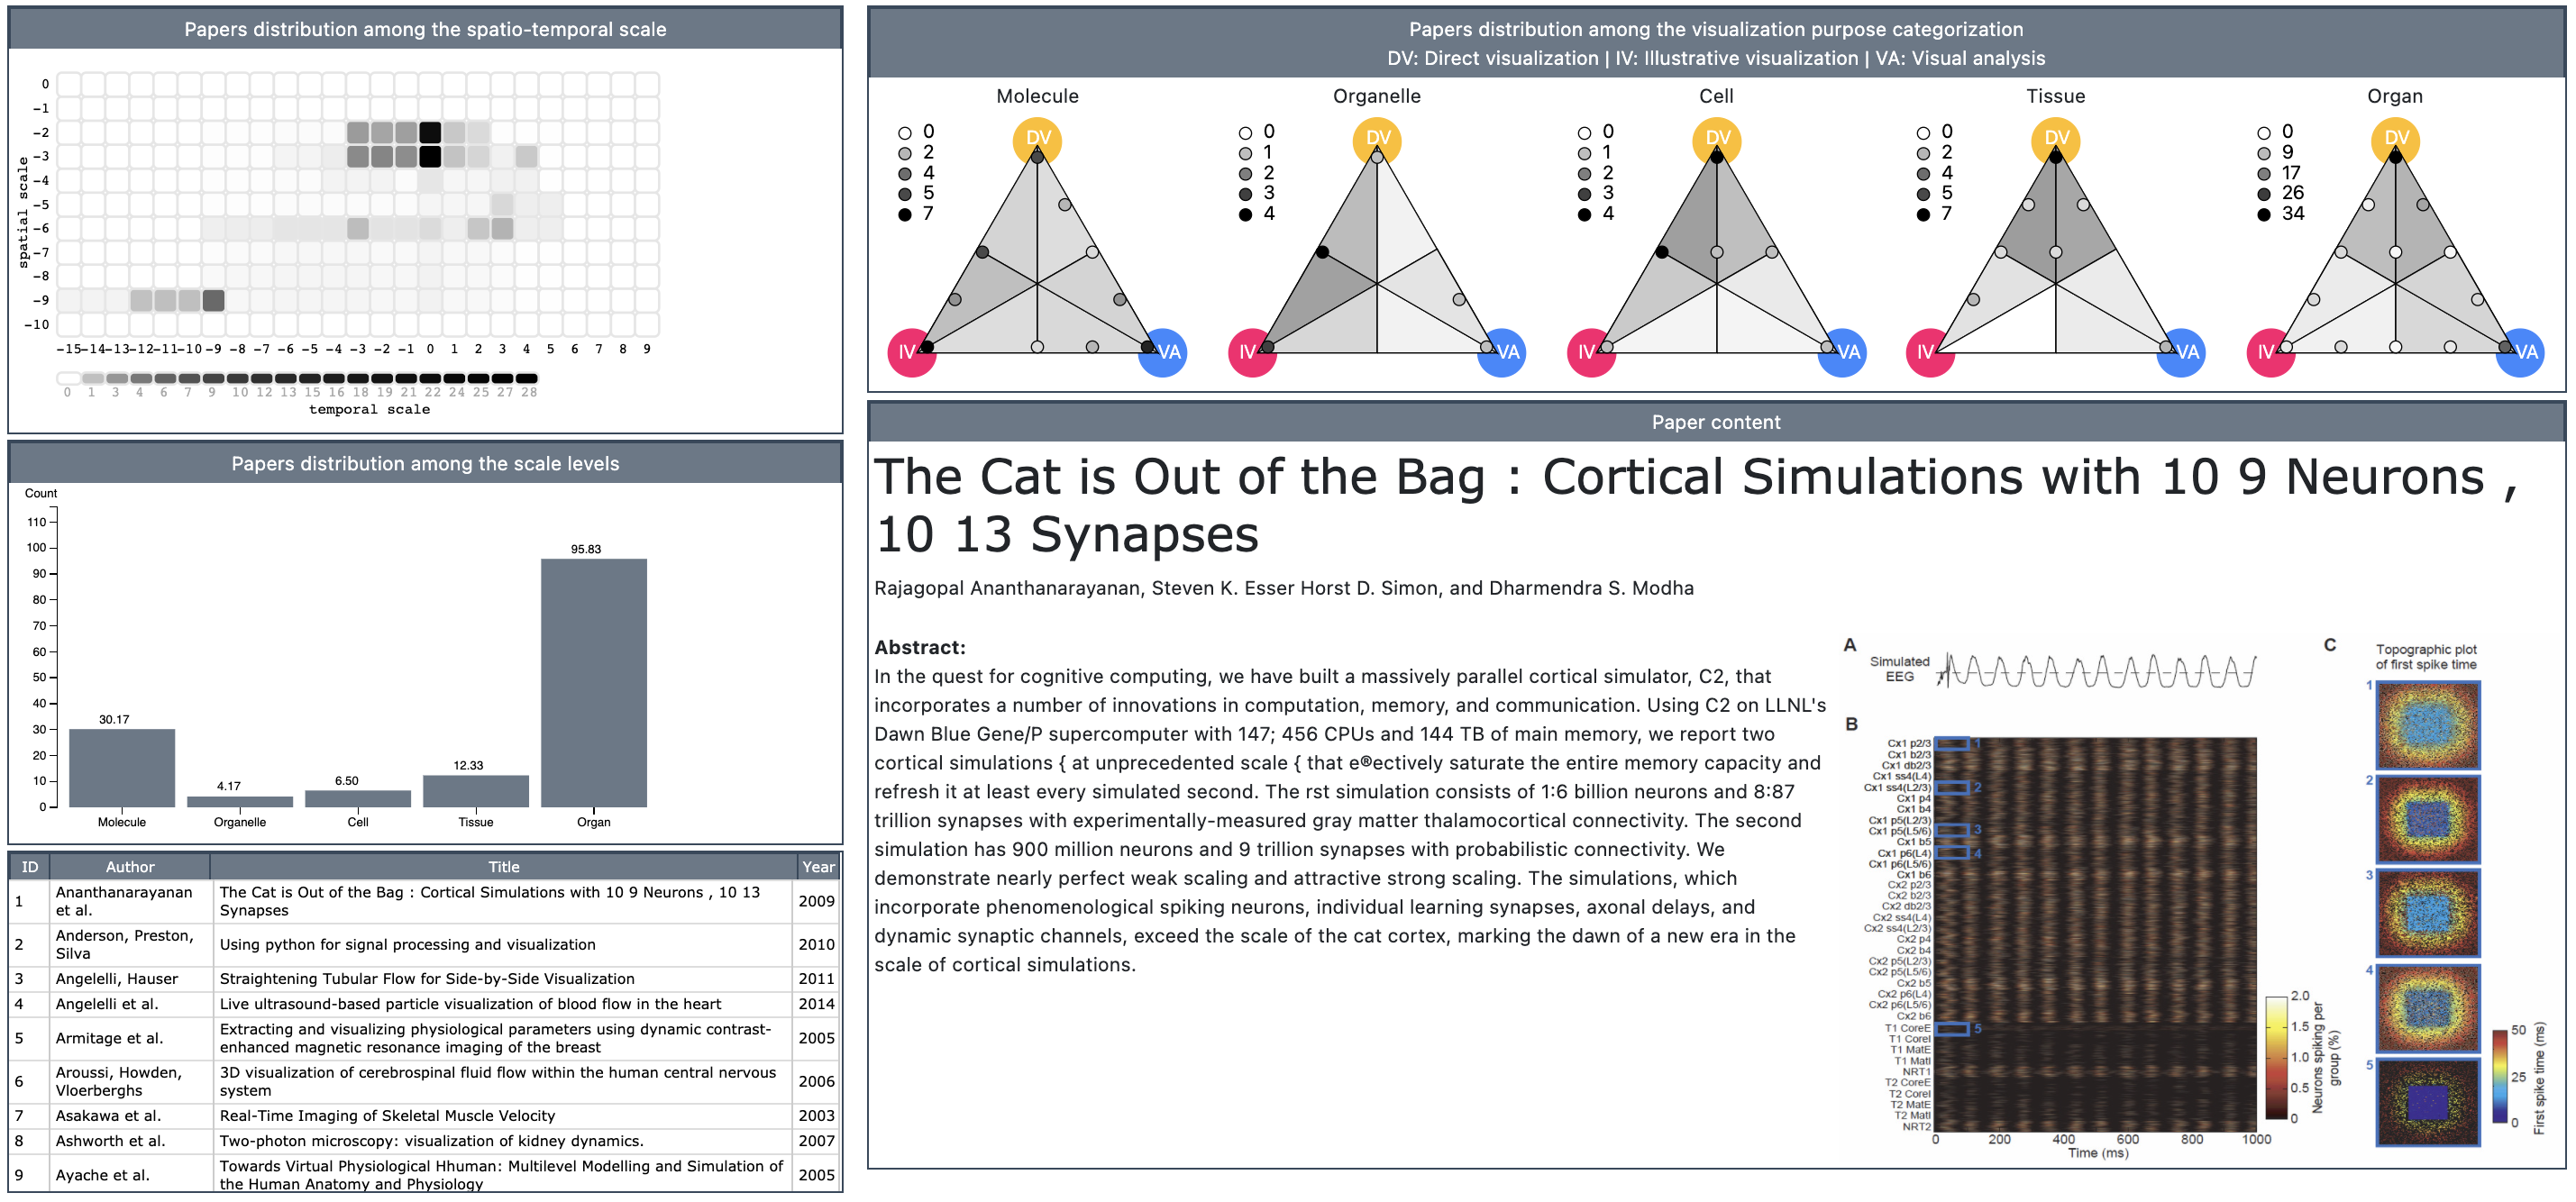 Papers distribution among the spatio-temporal scale
spatial scale
0
-1
-2
-3
-4
-5
-6
-7
-8
-9
-10
-15 -14 -13 -12 -11 -10 -9 -8 -7 -6 -5 -4 -3 -2 -1 0 1 2 3 4 5 6 7 8 9
0 1 3 4 6 7 9 10 12 13 15 16 18 19 21 22 24 25 27 28
temporal scale
Papers distribution among the scale levels
Count
110
100
90
80
70
60
50
40
30
20
10
0
30.17 4.17 6.50 12.33 95.83
Molecule Organelle Cell Tissue Organ
ID Author Title Year
1 Ananthanarayanan et al. The Cat is Out of the Bag : Cortical Simulations with 10 9 Neurons , 10 13 Synapses 2009
2 Anderson, Preston, Silva Using python for signal processing and visualization 2010
3 Angelelli, Hauser Straightening Tubular Flow for Side-by-Side Visualization 2011
4 Angelelli et al. Live ultrasound-based particle visualization of blood flow in the heart 2014
5 Armitage et al. Extracting and visualizing physiological parameters using dynamic contrast-enhanced magnetic resonance imaging of the breast 2005
6 Aroussi, Howden, Vloerberghs 3D visualization of cerebrospinal fluid flow within the human central nervous system 2006
7 Asakawa et al. Real-Time Imaging of Skeletal Muscle Velocity 2003
8 Ashworth et al. Two-photon microscopy: visualization of kidney dynamics. 2007
9 Ayache et al. Towards Virtual Physiological Hhuman: Multilevel Modelling and Simulation of the Human Anatomy and Physiology 2005
Papers distribution among the visualization purpose categorization
DV: Direct visualization | IV: Illustrative visualization | VA: Visual analysis
Molecule
0
2
4
5
7
DV
IV
VA
Organelle
0
1
2
3
4
DV
IV
VA
Cell
0
1
2
3
4
DV
IV
VA
Tissue
0
2
4
5
7
DV
IV
VA
Organ
0
9
17
26
34
DV
IV
VA
Paper content
The Cat is Out of the Bag : Cortical Simulations with 10 9 Neurons ,
10 13 Synapses
Rajagopal Ananthanarayanan, Steven K. Esser Horst D. Simon, and Dharmendra S. Modha
Abstract:
In the quest for cognitive computing, we have built a massively parallel cortical simulator, C2, that
incorporates a number of innovations in computation, memory, and communication. Using C2 on LLNL's
Dawn Blue Gene/P supercomputer with 147; 456 CPUs and 144 TB of main memory, we report two
cortical simulations { at unprecedented scale { that e®ectively saturate the entire memory capacity and
refresh it at least every simulated second. The rst simulation consists of 1:6 billion neurons and 8:87
trillion synapses with experimentally-measured gray matter thalamocortical connectivity. The second
simulation has 900 million neurons and 9 trillion synapses with probabilistic connectivity. We
demonstrate nearly perfect weak scaling and attractive strong scaling. The simulations, which
incorporate phenomenological spiking neurons, individual learning synapses, axonal delays, and
dynamic synaptic channels, exceed the scale of the cat cortex, marking the dawn of a new era in the
scale of cortical simulations.
A
Simulated
EEG
B
Cx1 p2/3
Cx1 b2/3
Cx1 db2/3
Cx1 ss4(L4)
Cx1 ss4(L2/3)
Cx1 p4
Cx1 b4
Cx1 p5(L2/3)
Cx1 p5(L5/6)
Cx1 b5
Cx1 p6(L4)
Cx1 p6(L5/6)
Cx1 b6
Cx2 p2/3
Cx2 b2/3
Cx2 db2/3
Cx2 ss4(L4)
Cx2 ss4(L2/3)
Cx2 p4
Cx2 b4
Cx2 p5(L2/3)
Cx2 p5(L5/6)
Cx2 b5
Cx2 p6(L4)
Cx2 p6(L5/6)
Cx2 b6
T1 CoreE
T1 CoreI
T1 MatE
T1 MatI
NRT1
T2 CoreE
T2 CoreI
T2 MatE
T2 MatI
NRT2
1
2
3
4
5
0 200 400 600 800 1000
Time (ms)
2.0
1.5
1.0
0.5
0
Neurons spiking per
group (%)
C
Topographic plot
of first spike time
1
2
3
4
5
50
25
0
First spike time (ms)